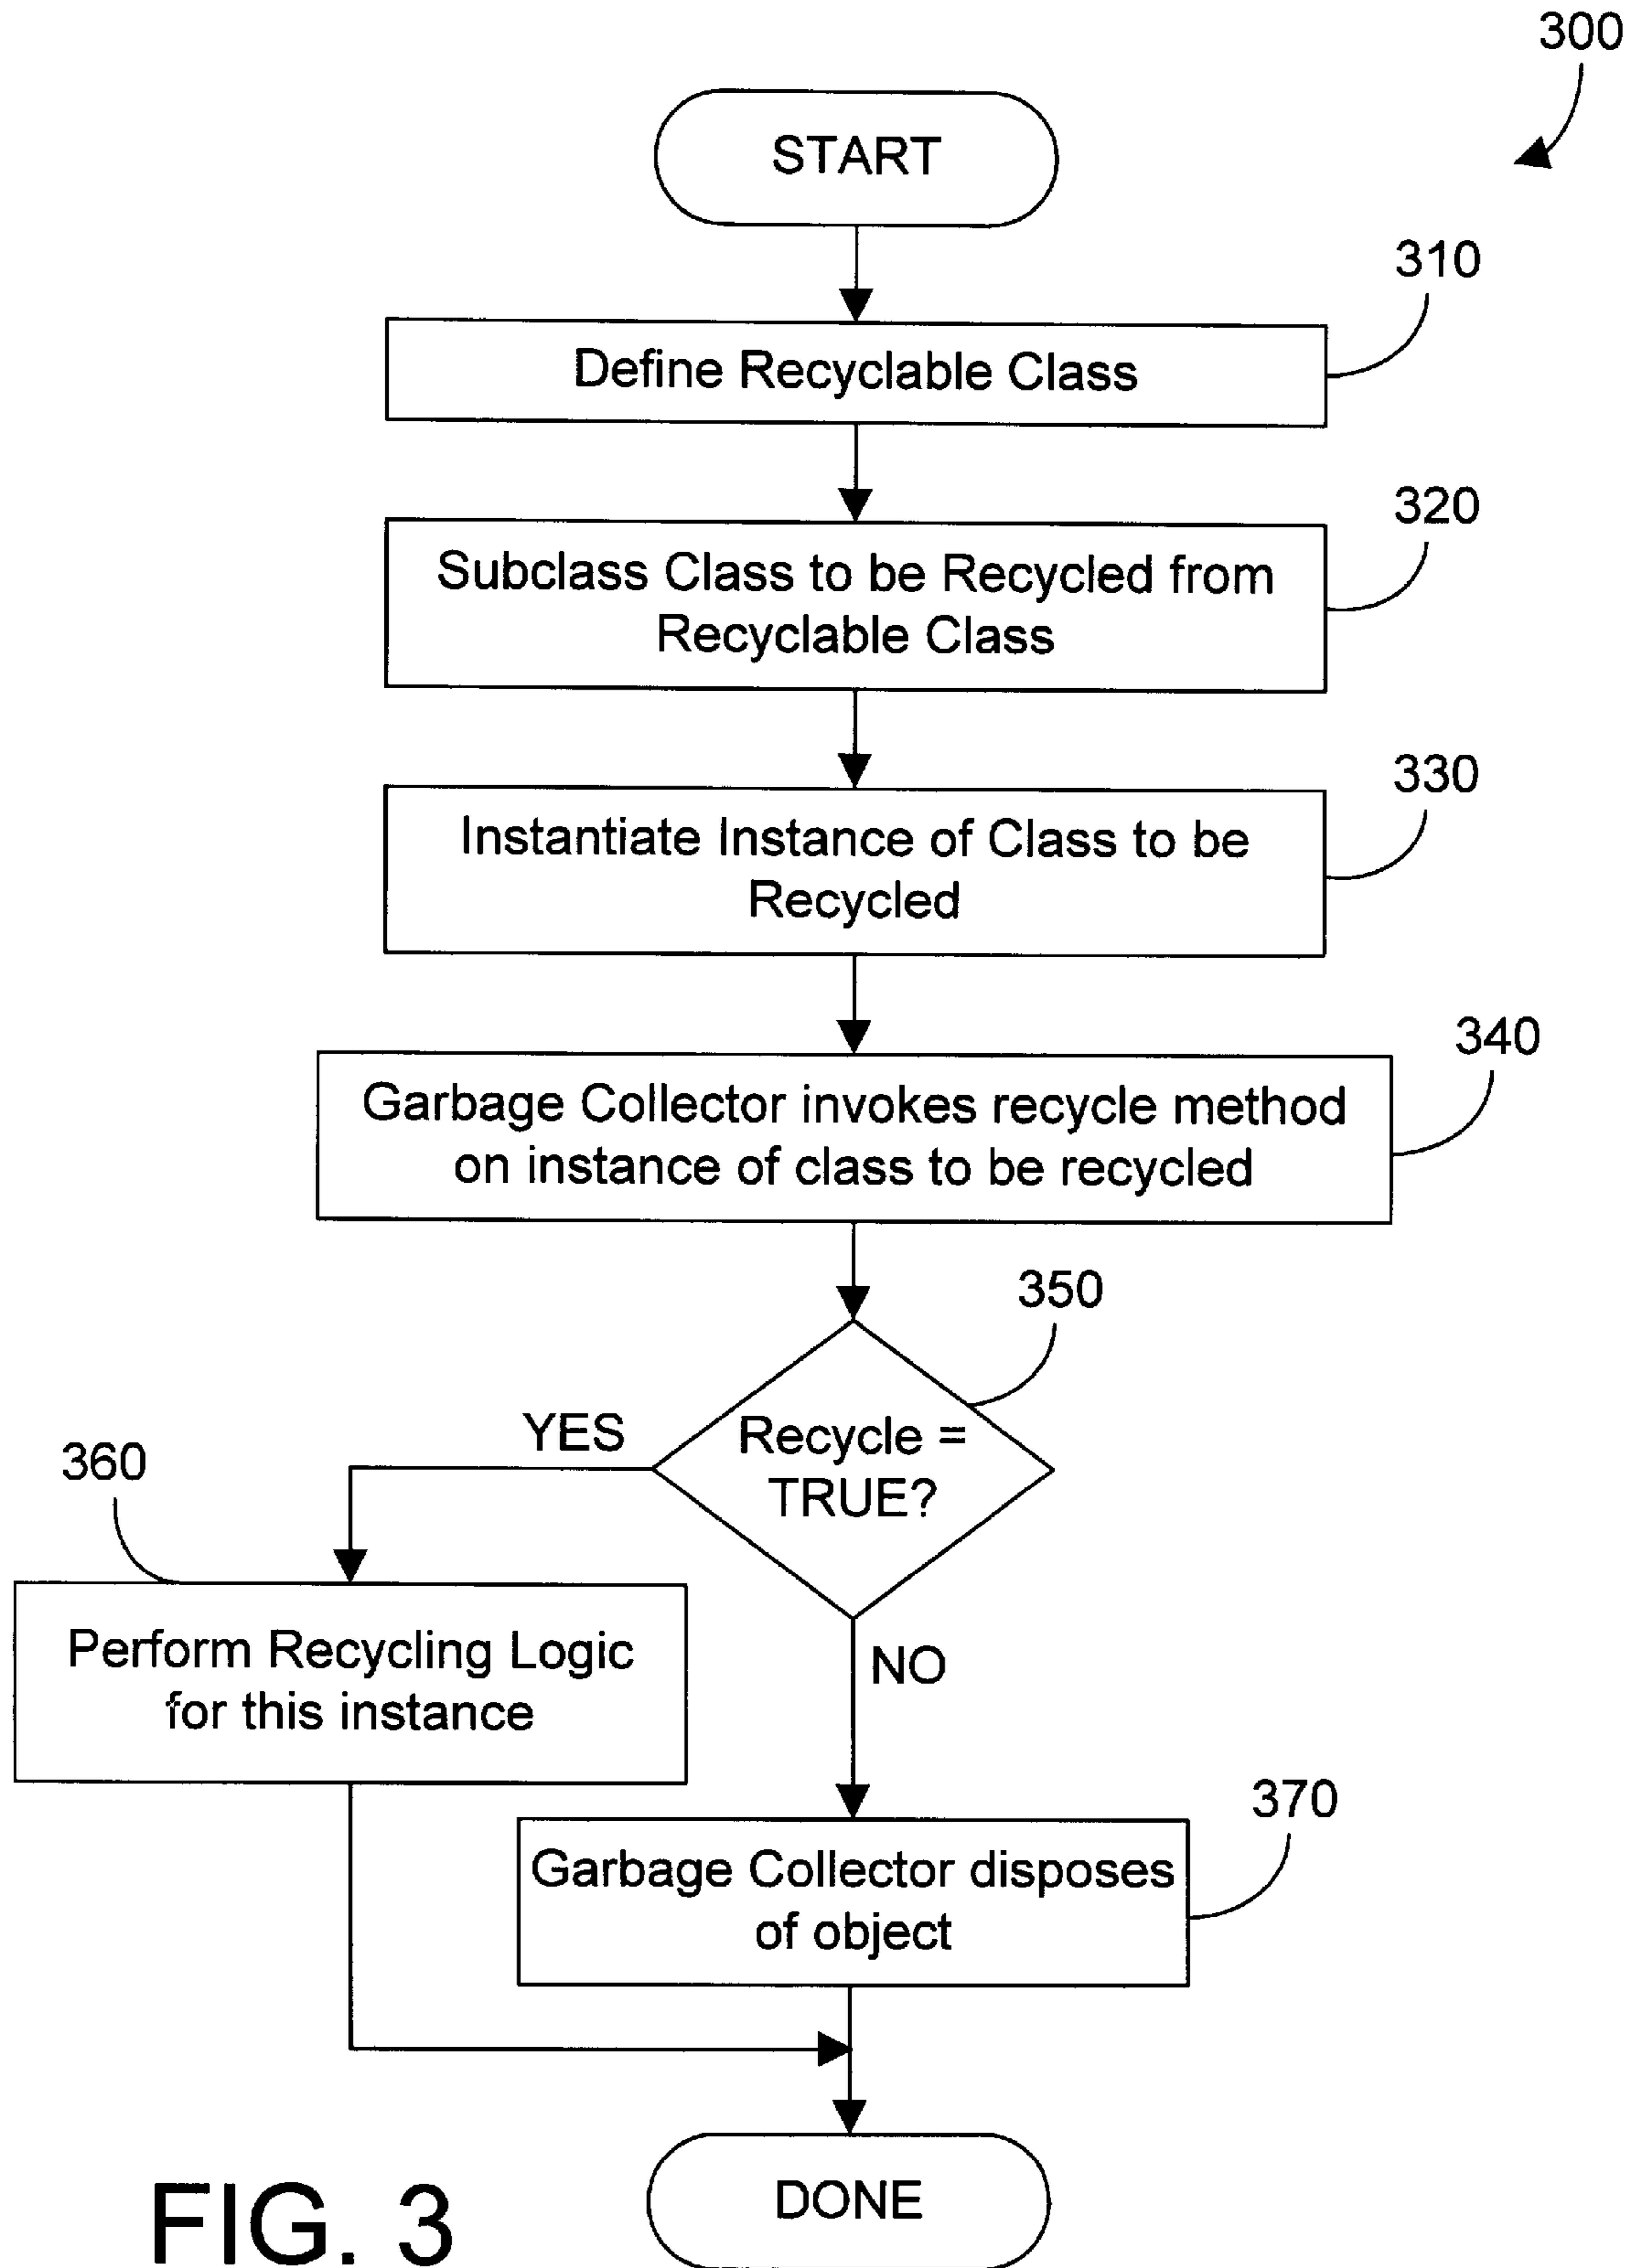 300
START
310
Define Recyclable Class
320
Subclass Class to be Recycled from
Recyclable Class
330
Instantiate Instance of Class to be
Recycled
340
Garbage Collector invokes recycle method
on instance of class to be recycled
350
YES
Recycle =
TRUE?
360
NO
Perform Recycling Logic
for this instance
370
Garbage Collector disposes
of object
DONE
FIG. 3